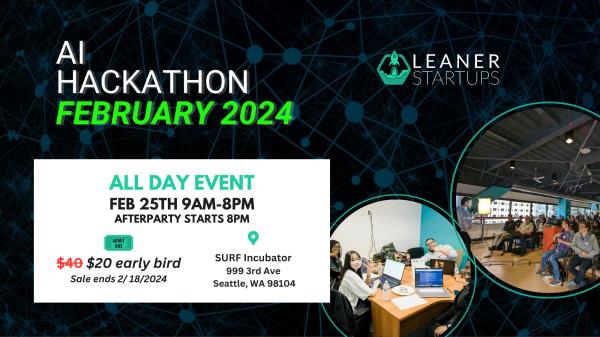 AI
HACKATHON
FEBRUARY 2024
LEANER
STARTUPS
ALL DAY EVENT
FEB 25TH 9AM-8PM
AFTERPARTY STARTS 8PM
ADMIT
ONE
$40 $20 early bird
Sale ends 2/ 18/2024
SURF Incubator
999 3rd Ave
Seattle, WA 98104